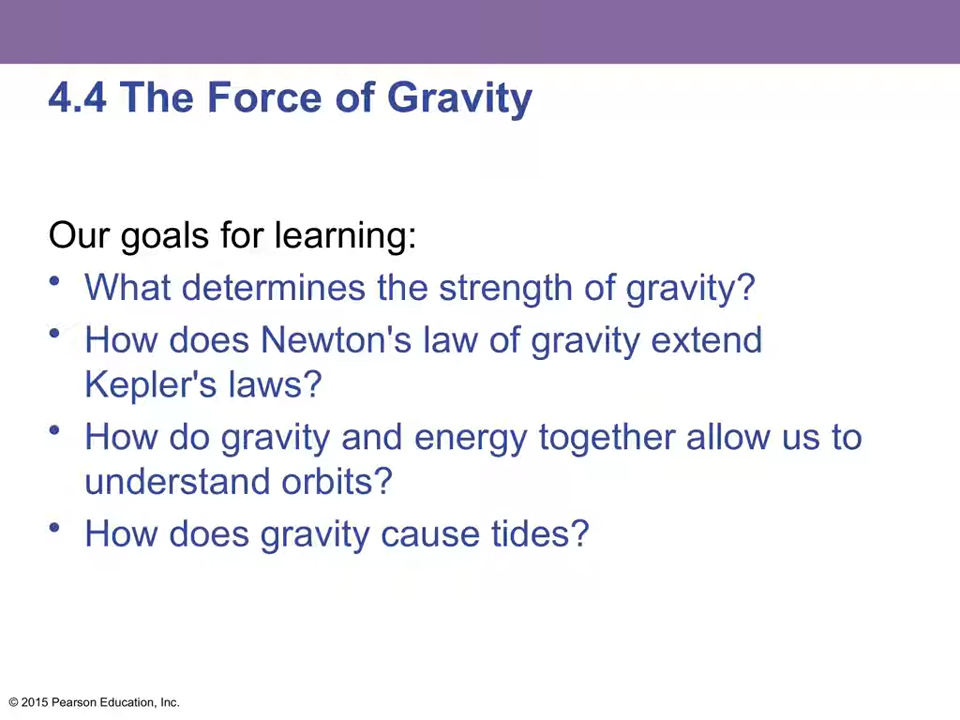 4.4 The Force of Gravity
Our goals for learning:
• What determines the strength of gravity?
• How does Newton's law of gravity extend
Kepler's laws?
• How do gravity and energy together allow us to
understand orbits?
• How does gravity cause tides?
© 2015 Pearson Education, Inc.